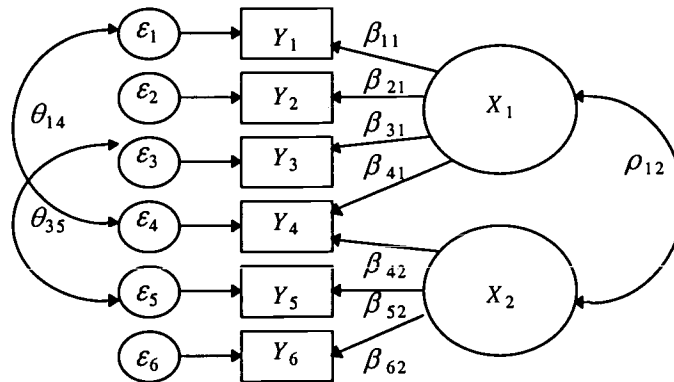 ε₁ Y₁ β₁₁
ε₂ Y₂ β₂₁ X₁
θ₁₄ β₃₁
ε₃ Y₃ β₄₁ ρ₁₂
θ₃₅ ε₄ Y₄
β₄₂
ε₅ Y₅ β₅₂ X₂
ε₆ Y₆ β₆₂